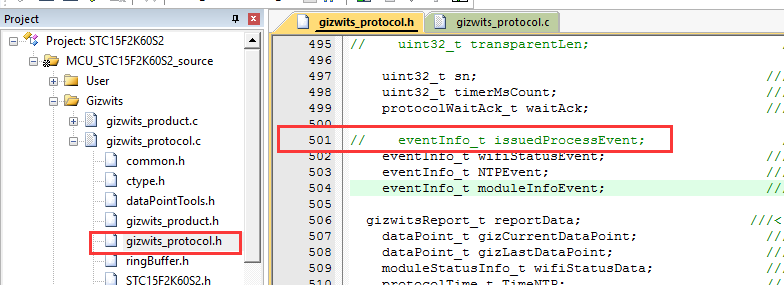 Project
gizwits_protocol.h
gizwits_protocol.c
Project: STC15F2K60S2
MCU_STC15F2K60S2_source
User
Gizwits
gizwits_product.c
gizwits_protocol.c
common.h
ctype.h
dataPointTools.h
gizwits_product.h
gizwits_protocol.h
ringBuffer.h
STC15F2K60S2.h
495 // uint32_t transparentLen; /
496
497 uint32_t sn; ///
498 uint32_t timerMsCount; ///
499 protocolWaitAck_t waitAck; ///
500
501 // eventInfo_t issuedProcessEvent;
502 eventInfo_t wifiStatusEvent; ///
503 eventInfo_t NTPEvent; ///
504 eventInfo_t moduleInfoEvent; ///
505
506 gizwitsReport_t reportData; ///<
507 dataPoint_t gizCurrentDataPoint; ///
508 dataPoint_t gizLastDataPoint; ///
509 moduleStatusInfo_t wifiStatusData; ///
510 protocolTime_t TimeNTP; ///